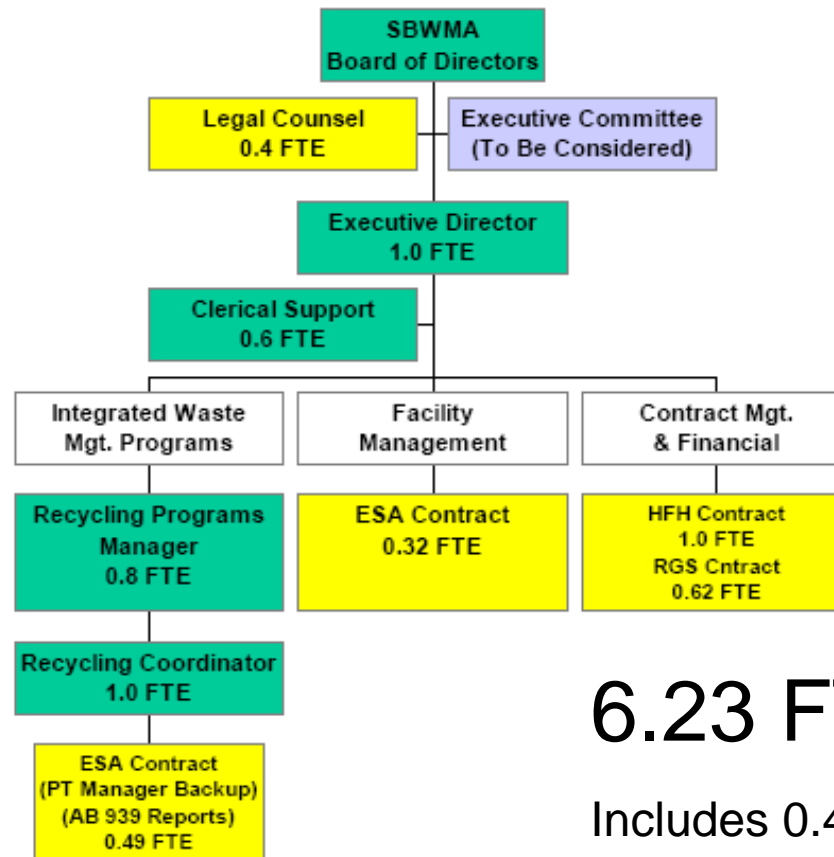 SBWMA
Board of Directors
Legal Counsel
0.4 FTE
Executive Committee
(To Be Considered)
Executive Director
1.0 FTE
Clerical Support
0.6 FTE
Integrated Waste
Mgt. Programs
Facility
Management
Contract Mgt.
& Financial
Recycling Programs
Manager
0.8 FTE
ESA Contract
0.32 FTE
HFH Contract
1.0 FTE
RGS Cntract
0.62 FTE
Recycling Coordinator
1.0 FTE
ESA Contract
(PT Manager Backup)
(AB 939 Reports)
0.49 FTE
6.23
Includes